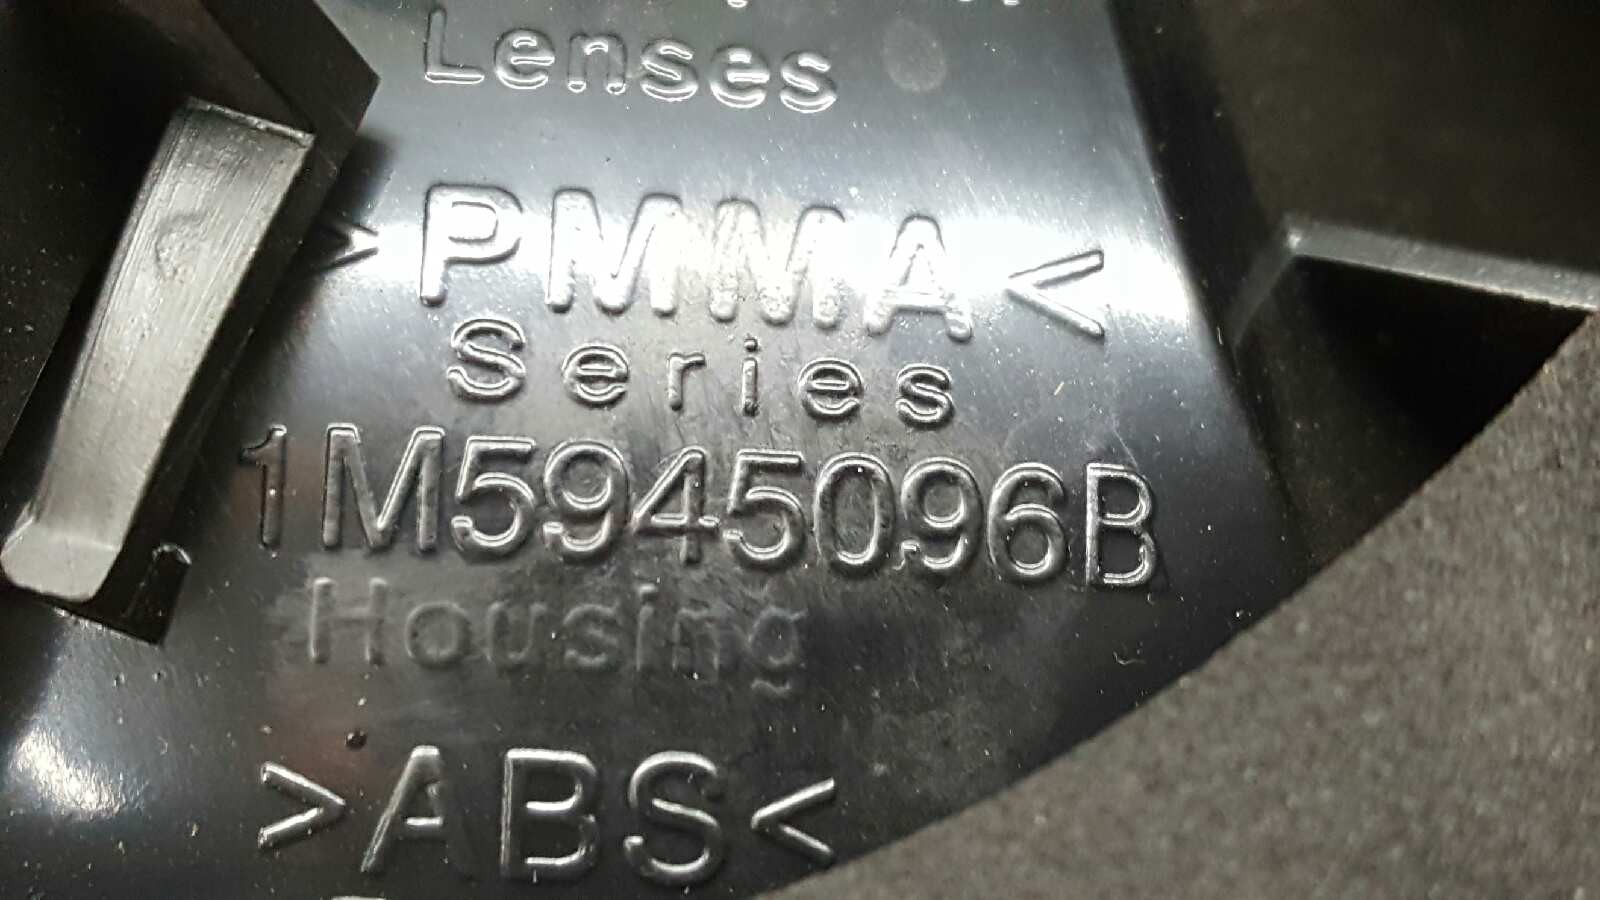 Lenses
>PMMA<
Series
1M5945096B
Housing
>ABS<